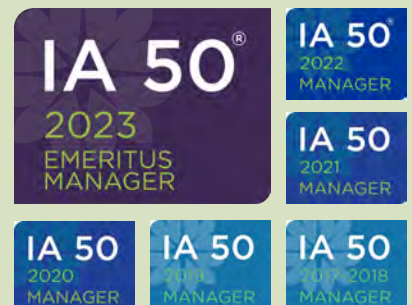 IA 50®
2023
EMERITUS
MANAGER
IA 50®
2022
MANAGER
IA 50
2021
MANAGER
IA 50
2020
MANAGER
IA 50
2019
MANAGER
IA 50
2017-2018
MANAGER